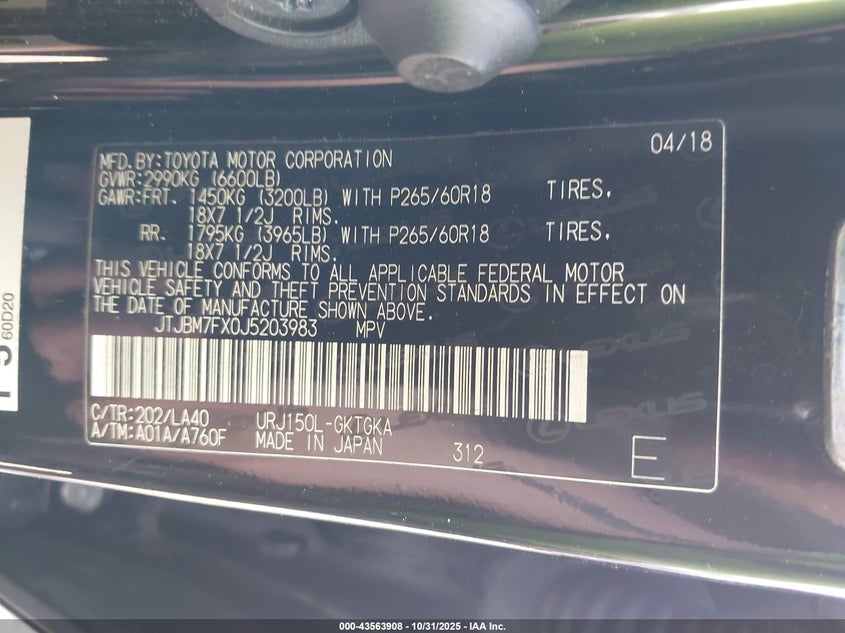 04/18
MFD.BY:TOYOTA MOTOR CORPORATION
GVWR:2990KG (6600LB)
GAWR:FRT. 1450KG (3200LB) WITH P265/60R18 TIRES,
18X7 1/2J RIMS.
RR. 1795KG (3965LB) WITH P265/60R18 TIRES,
18X7 1/2J RIMS.
THIS VEHICLE CONFORMS TO ALL APPLICABLE FEDERAL MOTOR
VEHICLE SAFETY AND THEFT PREVENTION STANDARDS IN EFFECT ON
THE DATE OF MANUFACTURE SHOWN ABOVE.
JTJBM7FX0J5203983 MPV
C/TR:202/LA40 URJ150L-GKTGKA
A/TM:A01A/A760F MADE IN JAPAN 312 E
60D20
LEXUS
000-43563908 - 10/31/2025 - IAA Inc.